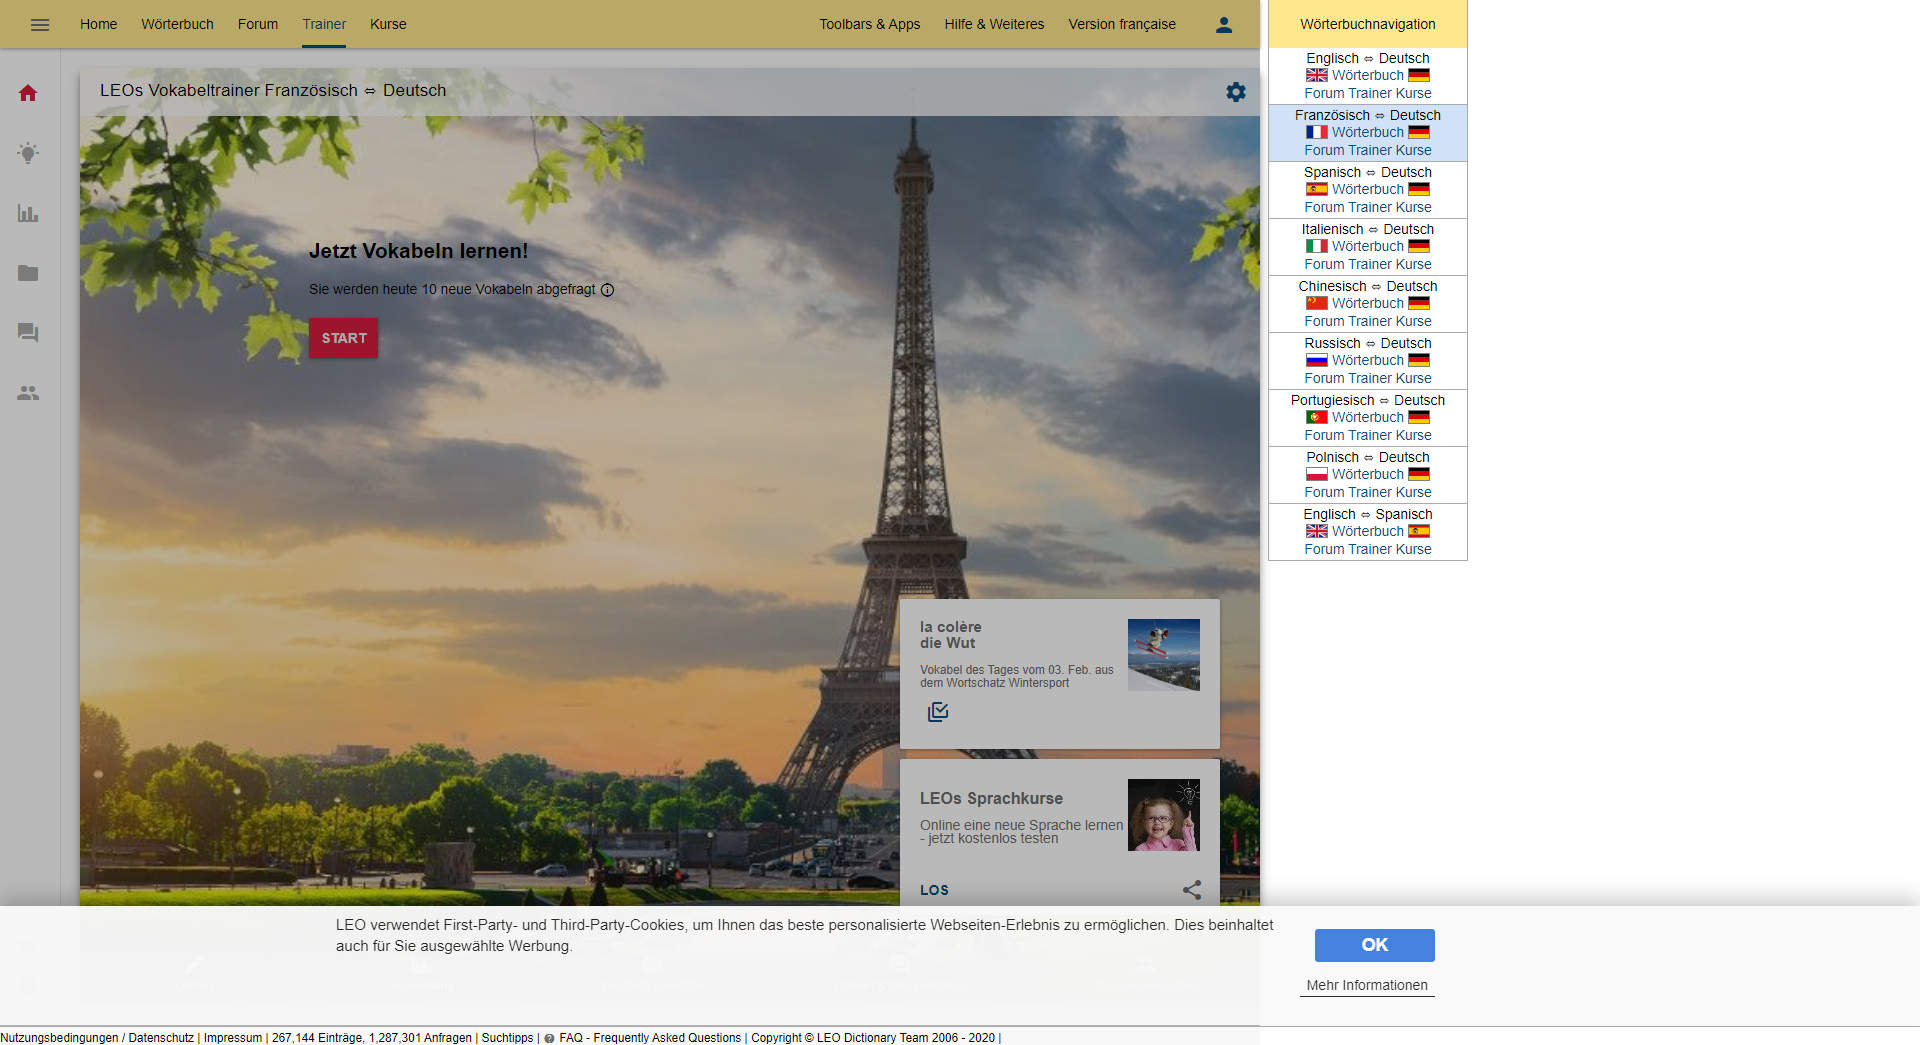 Home Wörterbuch Forum Trainer Kurse Toolbars & Apps Hilfe & Weiteres Version française
LEOs Vokabeltrainer Französisch ⇔ Deutsch
Jetzt Vokabeln lernen!
Sie werden heute 10 neue Vokabeln abgefragt
START
la colère
die Wut
Vokabel des Tages vom 03. Feb. aus
dem Wortschatz Wintersport
LEOs Sprachkurse
Online eine neue Sprache lernen
- jetzt kostenlos testen
LOS
Wörterbuchnavigation
Englisch ⇔ Deutsch
Wörterbuch
Forum Trainer Kurse
Französisch ⇔ Deutsch
Wörterbuch
Forum Trainer Kurse
Spanisch ⇔ Deutsch
Wörterbuch
Forum Trainer Kurse
Italienisch ⇔ Deutsch
Wörterbuch
Forum Trainer Kurse
Chinesisch ⇔ Deutsch
Wörterbuch
Forum Trainer Kurse
Russisch ⇔ Deutsch
Wörterbuch
Forum Trainer Kurse
Portugiesisch ⇔ Deutsch
Wörterbuch
Forum Trainer Kurse
Polnisch ⇔ Deutsch
Wörterbuch
Forum Trainer Kurse
Englisch ⇔ Spanisch
Wörterbuch
Forum Trainer Kurse
LEO verwendet First-Party- und Third-Party-Cookies, um Ihnen das beste personalisierte Webseiten-Erlebnis zu ermöglichen. Dies beinhaltet
auch für Sie ausgewählte Werbung.
OK
Mehr Informationen
Nutzungsbedingungen / Datenschutz | Impressum | 267,144 Einträge, 1,287,301 Anfragen | Suchtipps | FAQ - Frequently Asked Questions | Copyright © LEO Dictionary Team 2006 - 2020 |